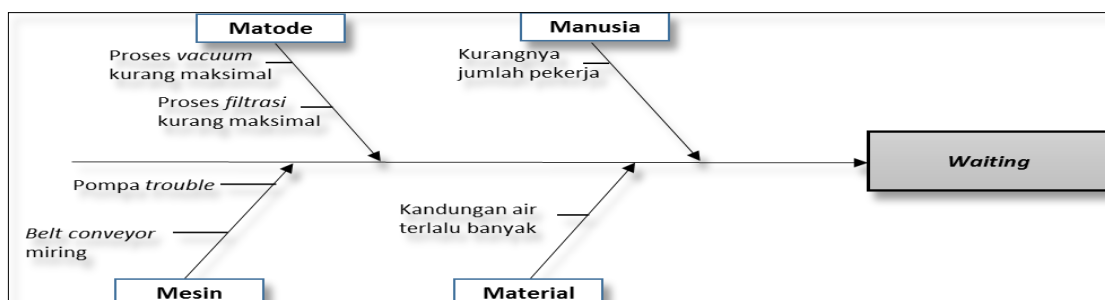 Matode
Manusia
Proses vacuum
kurang maksimal
Kurangnya
jumlah pekerja
Proses filtrasi
kurang maksimal
Waiting
Pompa trouble
Kandungan air
terlalu banyak
Belt conveyor
miring
Mesin
Material